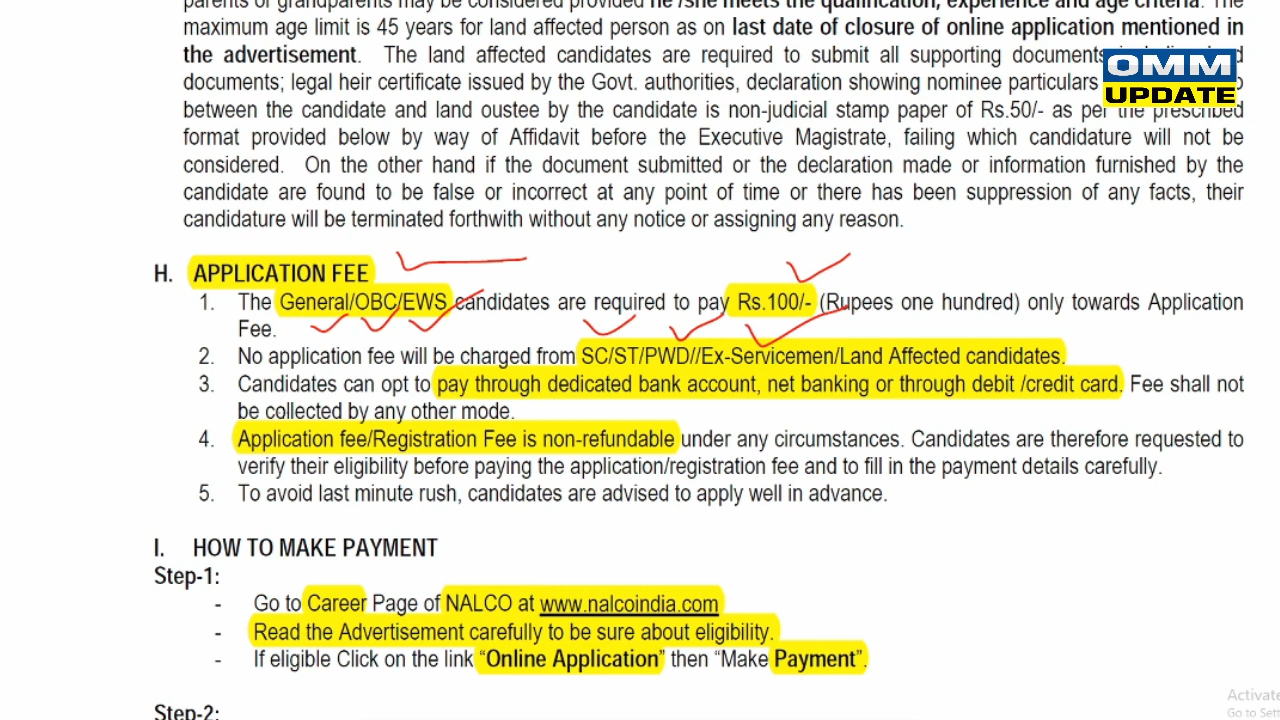 parents or grandparents may be considered provided he /she meets the qualification, experience and age criteria. The
maximum age limit is 45 years for land affected person as on last date of closure of online application mentioned in
the advertisement. The land affected candidates are required to submit all supporting documents
documents; legal heir certificate issued by the Govt. authorities, declaration showing nominee particulars
OMM
UPDATE
between the candidate and land oustee by the candidate is non-judicial stamp paper of Rs.50/- as per the prescribed
format provided below by way of Affidavit before the Executive Magistrate, failing which candidature will not be
considered. On the other hand if the document submitted or the declaration made or information furnished by the
candidate are found to be false or incorrect at any point of time or there has been suppression of any facts, their
candidature will be terminated forthwith without any notice or assigning any reason.
H. APPLICATION FEE
1. The General/OBC/EWS candidates are required to pay Rs.100/- (Rupees one hundred) only towards Application
Fee.
2. No application fee will be charged from SC/ST/PWD//Ex-Servicemen/Land Affected candidates.
3. Candidates can opt to pay through dedicated bank account, net banking or through debit /credit card. Fee shall not
be collected by any other mode.
4. Application fee/Registration Fee is non-refundable under any circumstances. Candidates are therefore requested to
verify their eligibility before paying the application/registration fee and to fill in the payment details carefully.
5. To avoid last minute rush, candidates are advised to apply well in advance.
I. HOW TO MAKE PAYMENT
Step-1:
- Go to Career Page of NALCO at www.nalcoindia.com
- Read the Advertisement carefully to be sure about eligibility.
- If eligible Click on the link “Online Application” then “Make Payment”.
Activate
Go to Sett
Step-2: